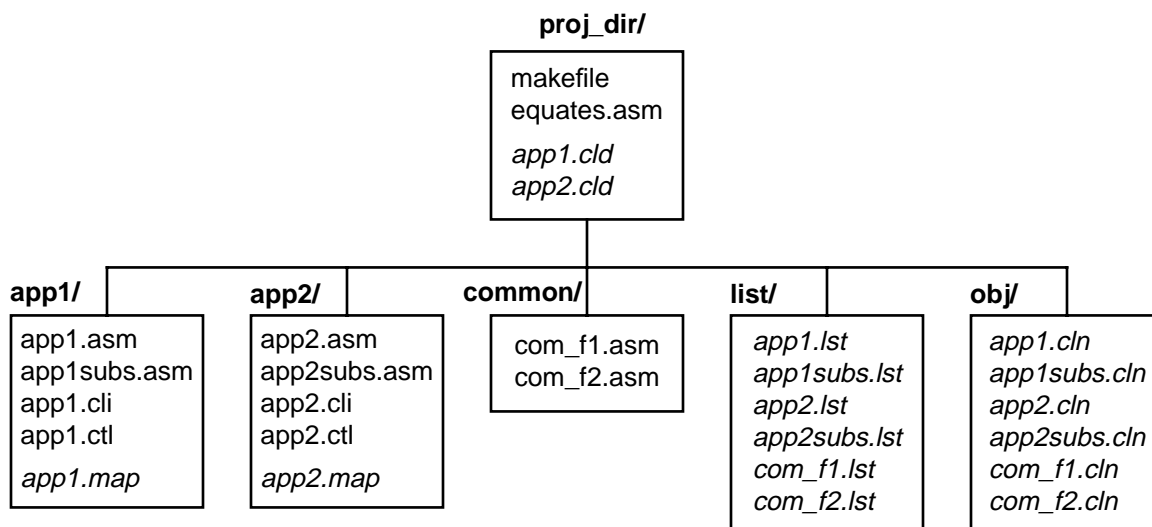 proj_dir/
makefile
equates.asm
app1.cld
app2.cld
app1/
app1.asm
app1subs.asm
app1.cli
app1.ctl
app1.map
app2/
app2.asm
app2subs.asm
app2.cli
app2.ctl
app2.map
common/
com_f1.asm
com_f2.asm
list/
app1.lst
app1subs.lst
app2.lst
app2subs.lst
com_f1.lst
com_f2.lst
obj/
app1.cln
app1subs.cln
app2.cln
app2subs.cln
com_f1.cln
com_f2.cln